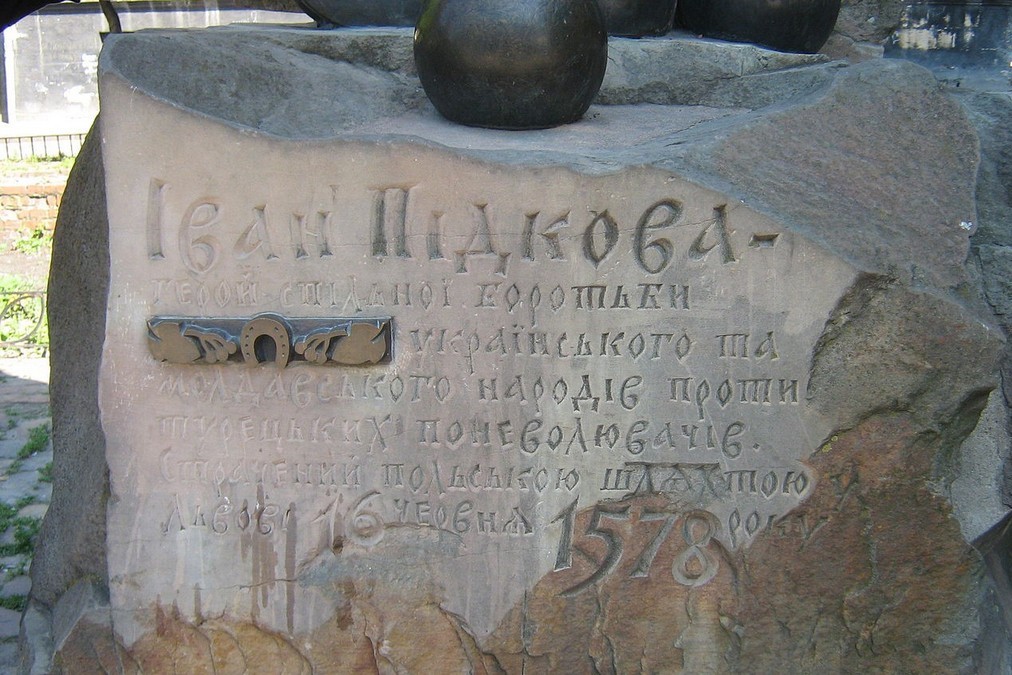 Іван Підкова-
герой спільної боротьби
українського та
молдавського народів проти
турецьких поневолювачів.
Страчений польською шляхтою у
Львові 16 червня 1578 року